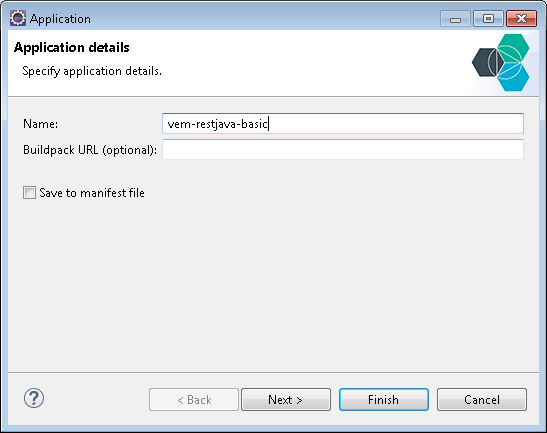 Application
Application details
Specify application details.
Name: vem-restjava-basic
Buildpack URL (optional):
Save to manifest file
? < Back Next > Finish Cancel